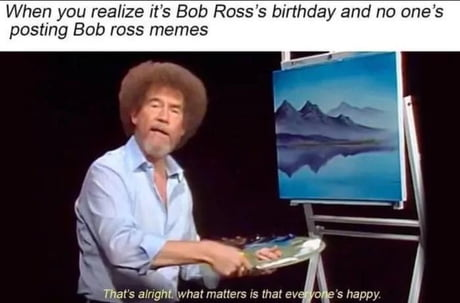 When you realize it's Bob Ross's birthday and no one's
posting Bob ross memes
That's alright, what matters is that everyone's happy.